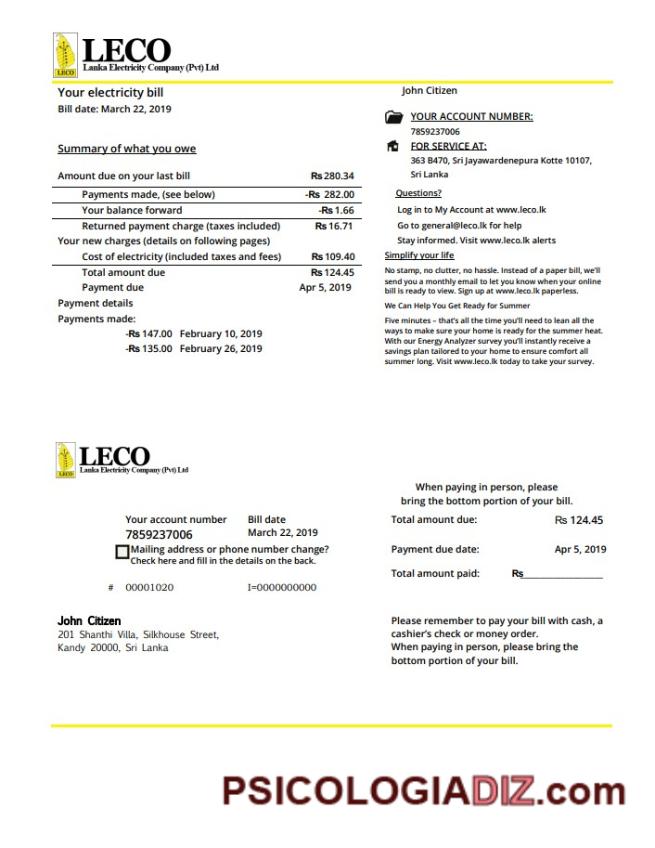 LECO
Lanka Electricity Company (Pvt) Ltd
LECO
Your electricity bill
Bill date: March 22, 2019
Summary of what you owe
Amount due on your last bill Rs 280.34
Payments made, (see below) -Rs 282.00
Your balance forward -Rs 1.66
Returned payment charge (taxes included) Rs 16.71
Your new charges (details on following pages)
Cost of electricity (included taxes and fees) Rs 109.40
Total amount due Rs 124.45
Payment due Apr 5, 2019
Payment details
Payments made:
-Rs 147.00 February 10, 2019
-Rs 135.00 February 26, 2019
John Citizen
YOUR ACCOUNT NUMBER:
7859237006
FOR SERVICE AT:
363 B470, Sri Jayawardenepura Kotte 10107,
Sri Lanka
Questions?
Log in to My Account at www.leco.lk
Go to general@leco.lk for help
Stay informed. Visit www.leco.lk alerts
Simplify your life
No stamp, no clutter, no hassle. Instead of a paper bill, we'll
send you a monthly email to let you know when your online
bill is ready to view. Sign up at www.leco.lk paperless.
We Can Help You Get Ready for Summer
Five minutes – that's all the time you'll need to lean all the
ways to make sure your home is ready for the summer heat.
With our Energy Analyzer survey you'll instantly receive a
savings plan tailored to your home to ensure comfort all
summer long. Visit www.leco.lk today to take your survey.
LECO
Lanka Electricity Company (Pvt) Ltd
LECO
Your account number Bill date
7859237006 March 22, 2019
Mailing address or phone number change?
Check here and fill in the details on the back.
# 00001020 I=0000000000
John Citizen
201 Shanthi Villa, Silkhouse Street,
Kandy 20000, Sri Lanka
When paying in person, please
bring the bottom portion of your bill.
Total amount due: Rs 124.45
Payment due date: Apr 5, 2019
Total amount paid: Rs
Please remember to pay your bill with cash, a
cashier's check or money order.
When paying in person, please bring the
bottom portion of your bill.
PSICOLOGIADIZ.com